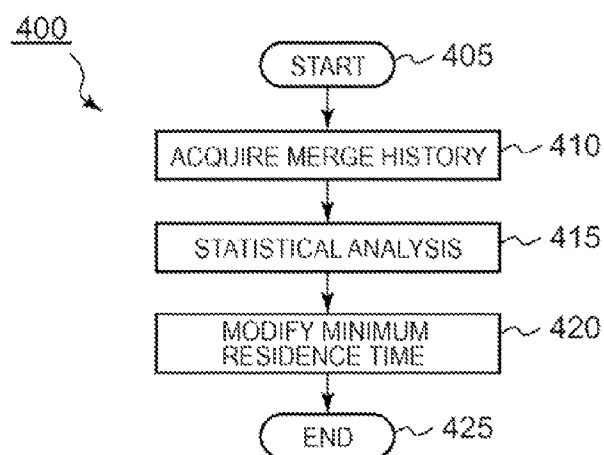 400
START
405
ACQUIRE MERGE HISTORY
410
STATISTICAL ANALYSIS
415
MODIFY MINIMUM
RESIDENCE TIME
420
END
425